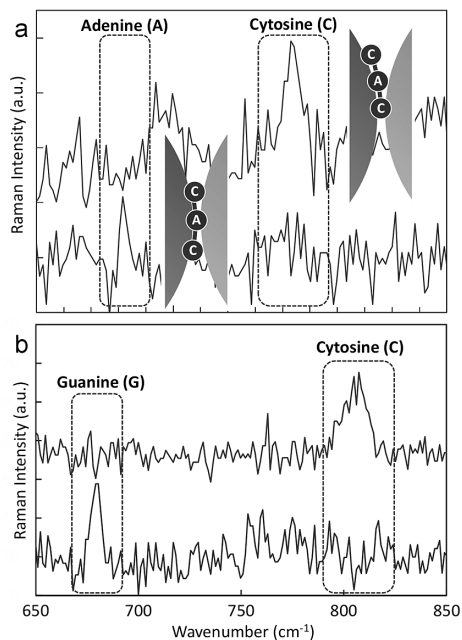 a
Adenine (A)
Cytosine (C)
Raman Intensity (a.u.)
C
A
C
C
A
C
b
Guanine (G)
Cytosine (C)
Raman Intensity (a.u.)
650
700
750
800
850
Wavenumber (cm⁻¹)